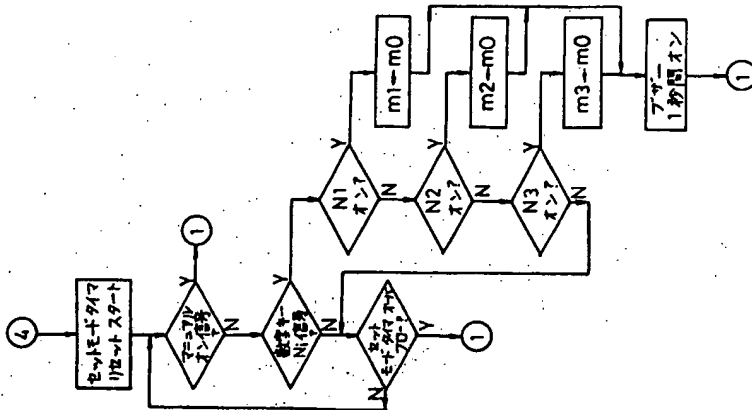 4
セットモードタイマ
リセットスタート
マニュアル
オン信号
?
Y
1
N
数字キー
Ni信号
?
Y
N
セット
モードタイマオーバ
フロー?
N
Y
1
N1
オン?
Y
N
m1←m0
N2
オン?
Y
N
m2←m0
N3
オン?
Y
N
m3←m0
ブザー
1秒間オン
1